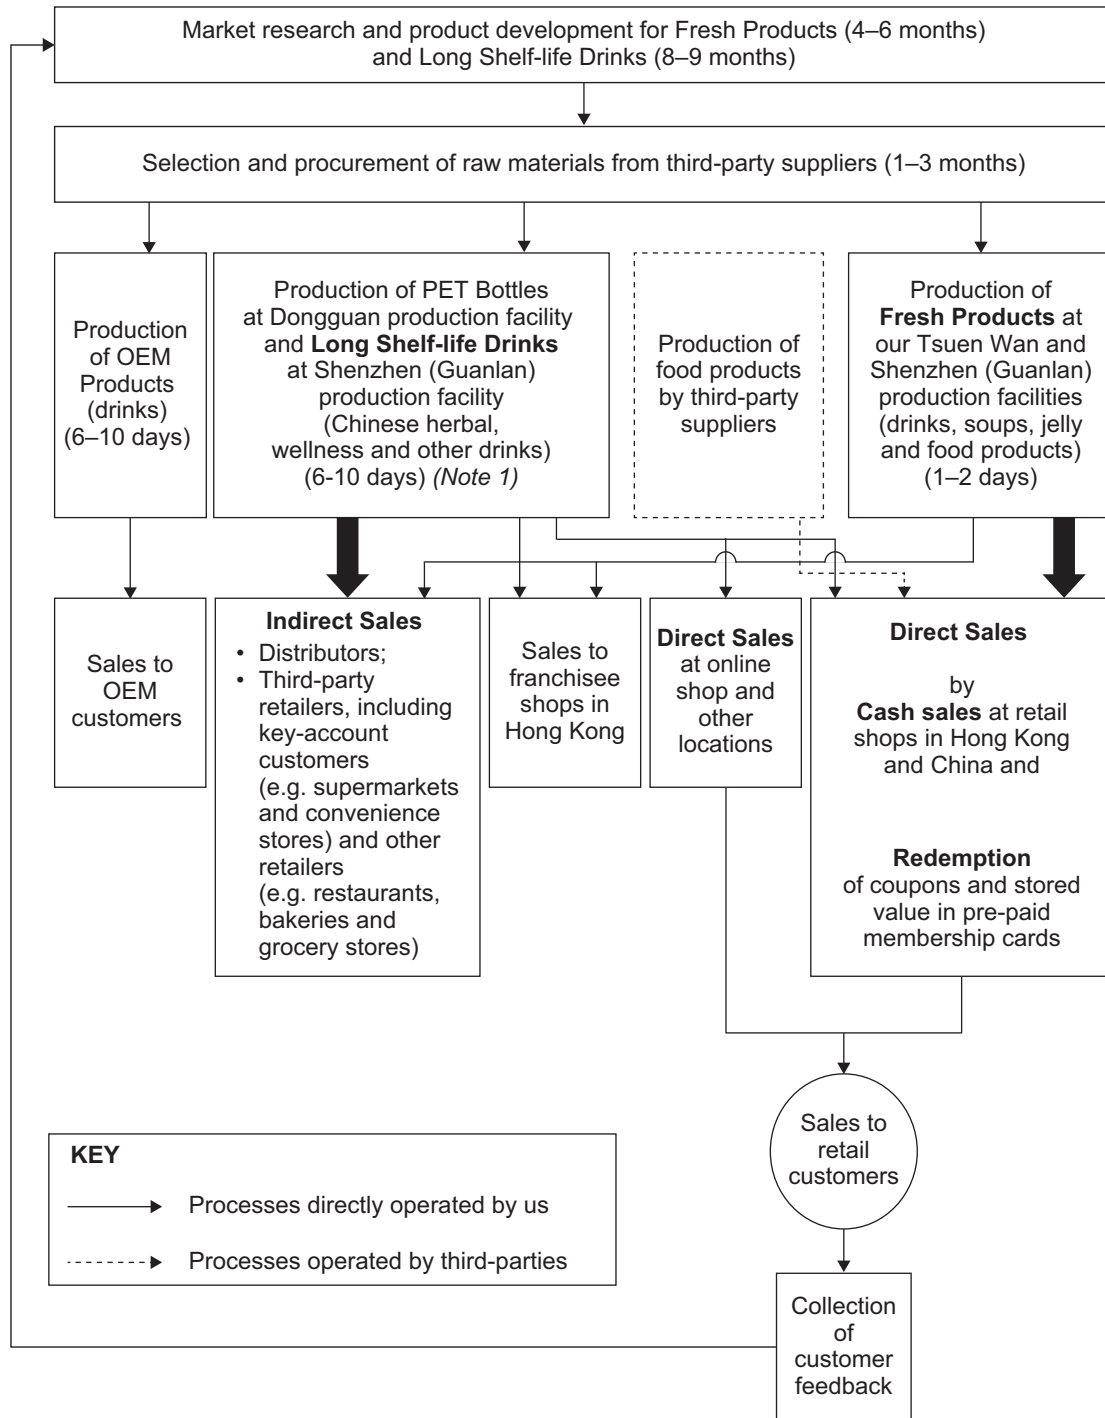 Market research and product development for Fresh Products (4–6 months)
and Long Shelf-life Drinks (8–9 months)
Selection and procurement of raw materials from third-party suppliers (1–3 months)
Production
of OEM
Products
(drinks)
(6–10 days)
Production of PET Bottles
at Dongguan production facility
and Long Shelf-life Drinks
at Shenzhen (Guanlan)
production facility
(Chinese herbal,
wellness and other drinks)
(6-10 days) (Note 1)
Production of
food products
by third-party
suppliers
Production of
Fresh Products at
our Tsuen Wan and
Shenzhen (Guanlan)
production facilities
(drinks, soups, jelly
and food products)
(1–2 days)
Sales to
OEM
customers
Indirect Sales
• Distributors;
• Third-party
retailers, including
key-account
customers
(e.g. supermarkets
and convenience
stores) and other
retailers
(e.g. restaurants,
bakeries and
grocery stores)
Sales to
franchisee
shops in
Hong Kong
Direct Sales
at online
shop and
other
locations
Direct Sales
by
Cash sales at retail
shops in Hong Kong
and China and
Redemption
of coupons and stored
value in pre-paid
membership cards
Sales to
retail
customers
KEY
Processes directly operated by us
Processes operated by third-parties
Collection
of
customer
feedback